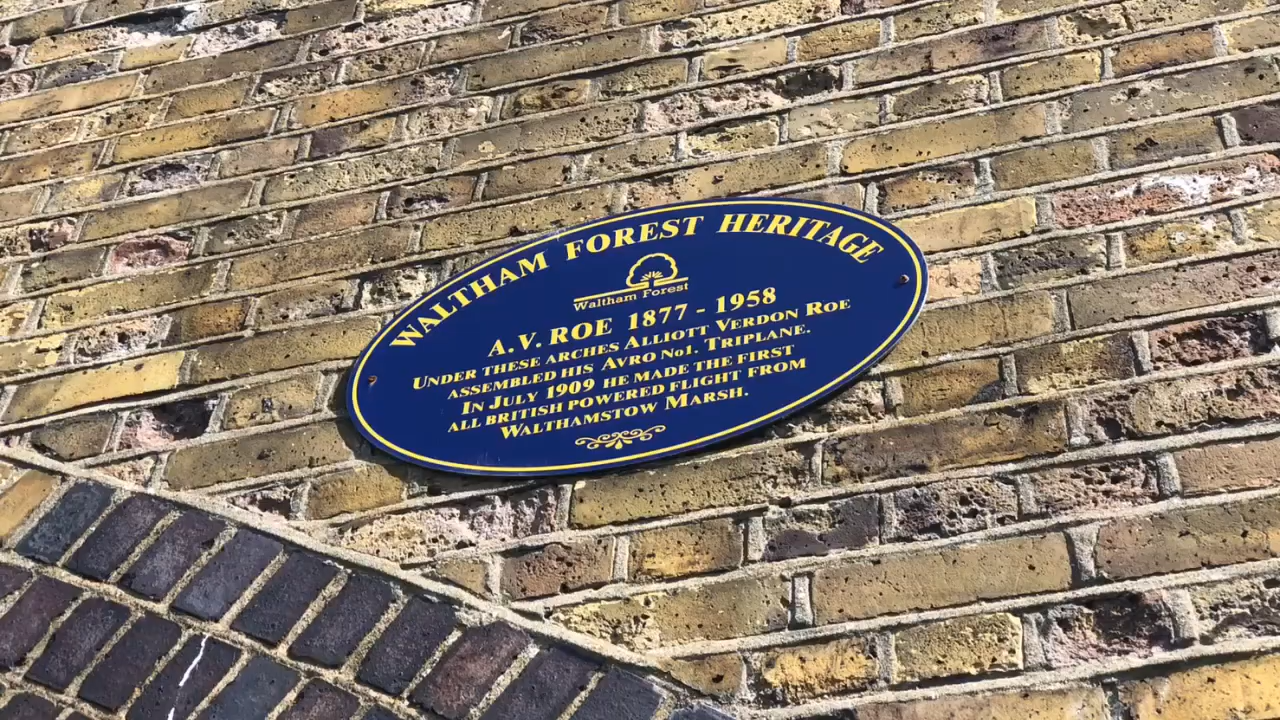 WALTHAM FOREST HERITAGE
Waltham Forest
A.V. ROE 1877 - 1958
UNDER THESE ARCHES ALLIOTT VERDON ROE
ASSEMBLED HIS AVRO No1. TRIPLANE.
IN JULY 1909 HE MADE THE FIRST
ALL BRITISH POWERED FLIGHT FROM
WALTHAMSTOW MARSH.